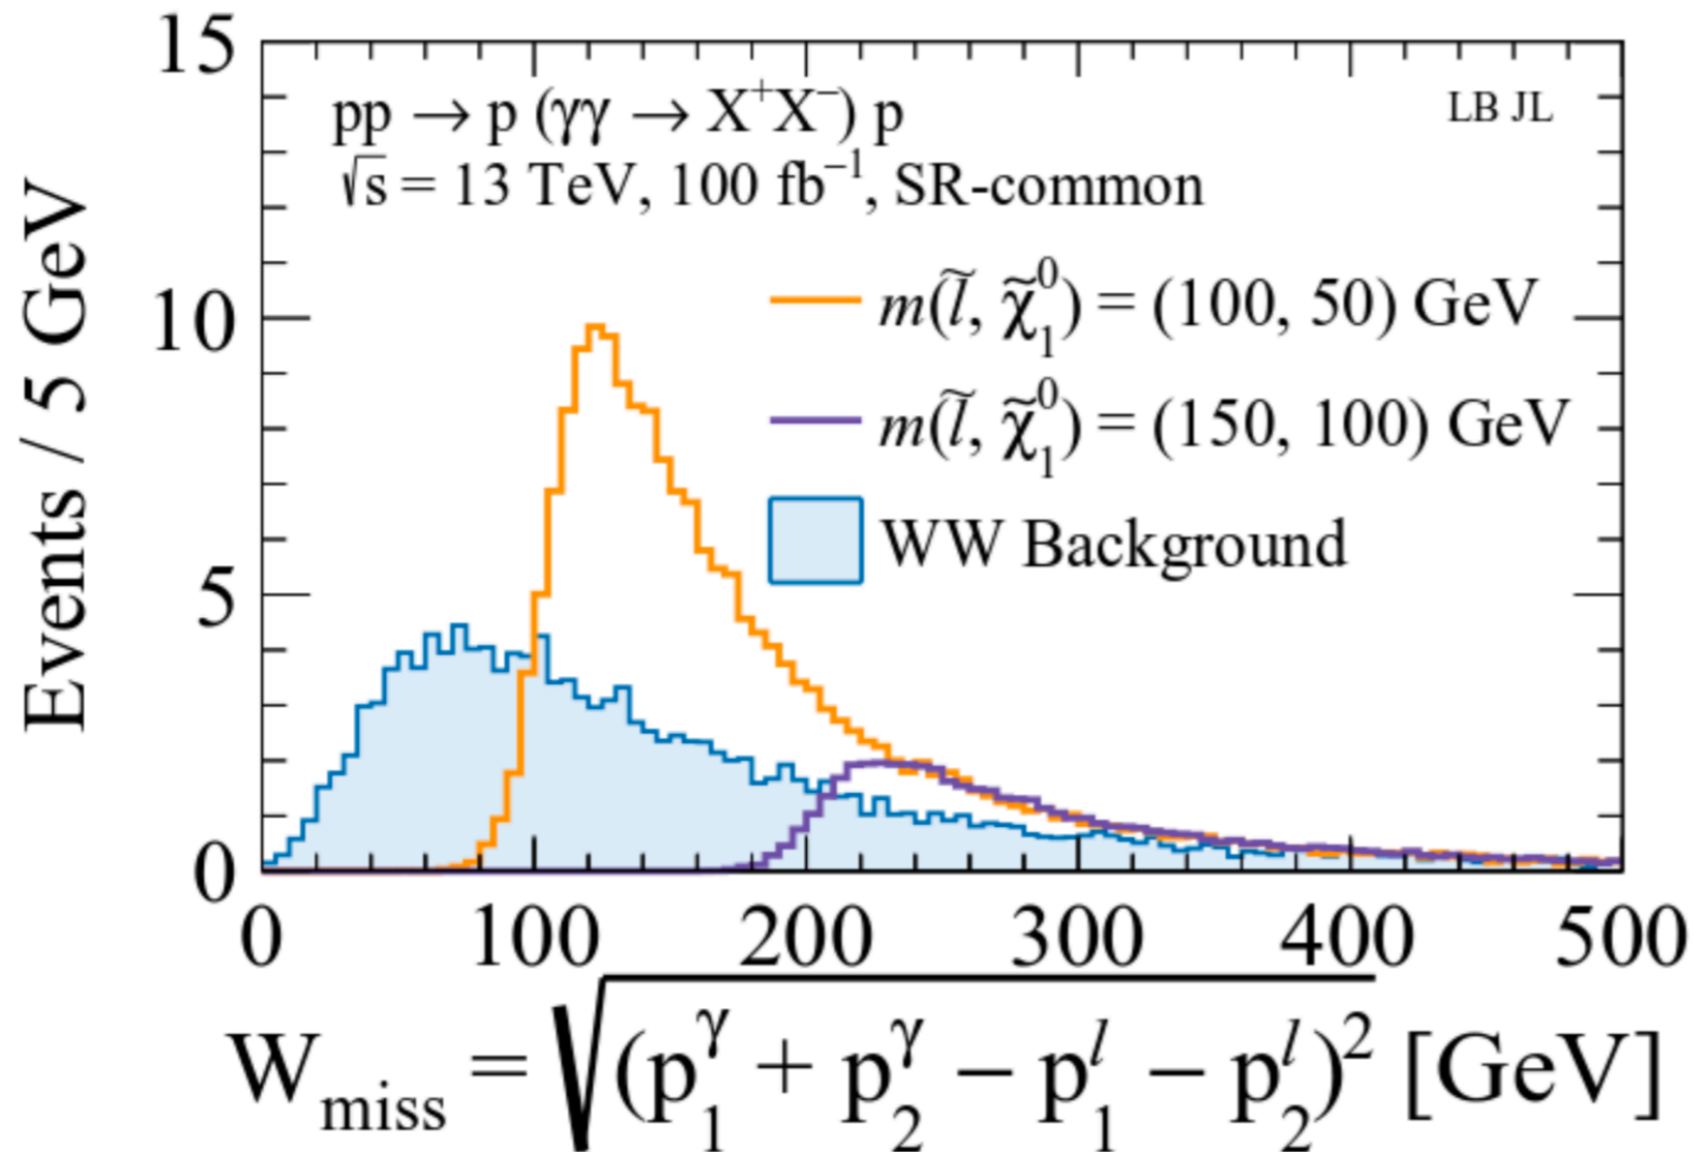 15
pp → p (γγ → X⁺X⁻) p
LB JL
√s = 13 TeV, 100 fb⁻¹, SR-common
m(l̃, χ̃₁⁰) = (100, 50) GeV
10
m(l̃, χ̃₁⁰) = (150, 100) GeV
WW Background
5
0
Events / 5 GeV
0 100 200 300 400 500
W_miss = √(p₁^γ + p₂^γ − p₁^l − p₂^l)² [GeV]